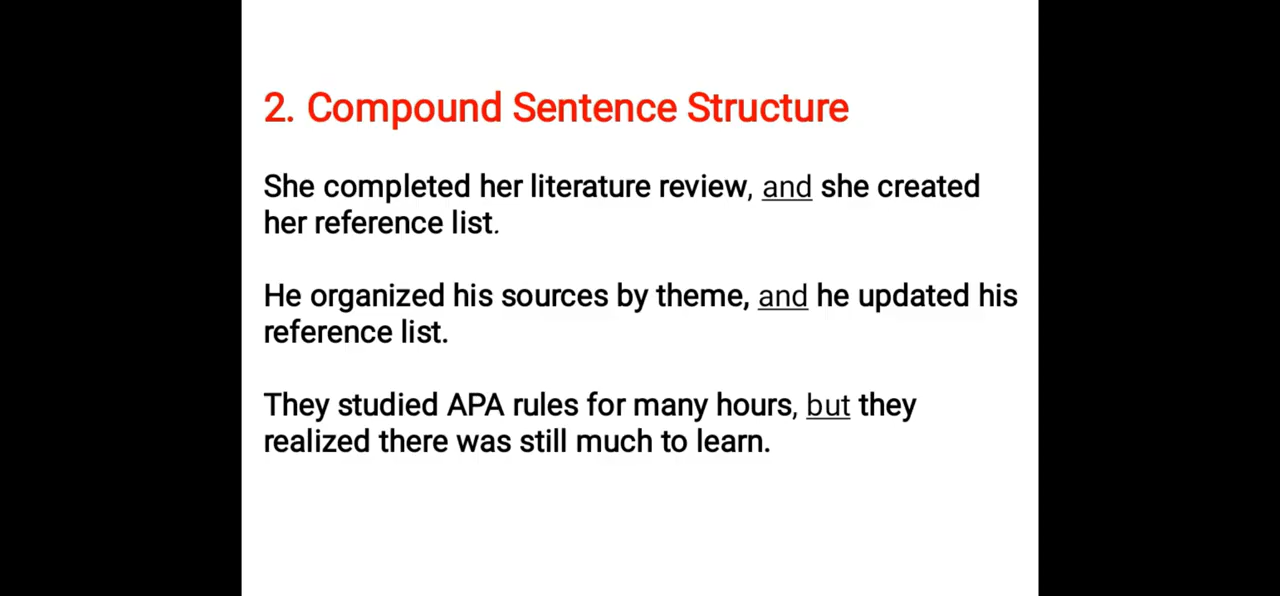 2. Compound Sentence Structure
She completed her literature review, and she created
her reference list.
He organized his sources by theme, and he updated his
reference list.
They studied APA rules for many hours, but they
realized there was still much to learn.